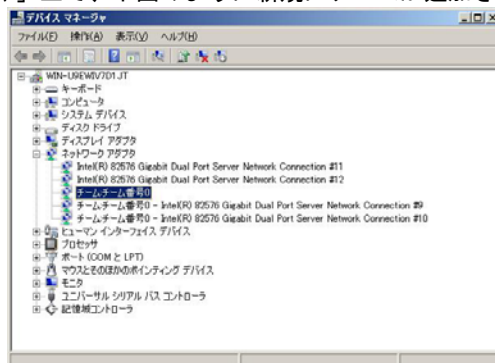 デバイス マネージャ
ファイル(F) 操作(A) 表示(V) ヘルプ(H)
WIN-U9EWIV7D1JT
キーボード
コンピュータ
システム デバイス
ディスク ドライブ
ディスプレイ アダプタ
ネットワーク アダプタ
Intel(R) 82576 Gigabit Dual Port Server Network Connection #11
Intel(R) 82576 Gigabit Dual Port Server Network Connection #12
チーム:チーム番号0
チーム:チーム番号0 - Intel(R) 82576 Gigabit Dual Port Server Network Connection #9
チーム:チーム番号0 - Intel(R) 82576 Gigabit Dual Port Server Network Connection #10
ヒューマン インターフェイス デバイス
プロセッサ
ポート (COM と LPT)
マウスとそのほかのポインティング デバイス
モニタ
ユニバーサル シリアル バス コントローラ
記憶域コントローラ